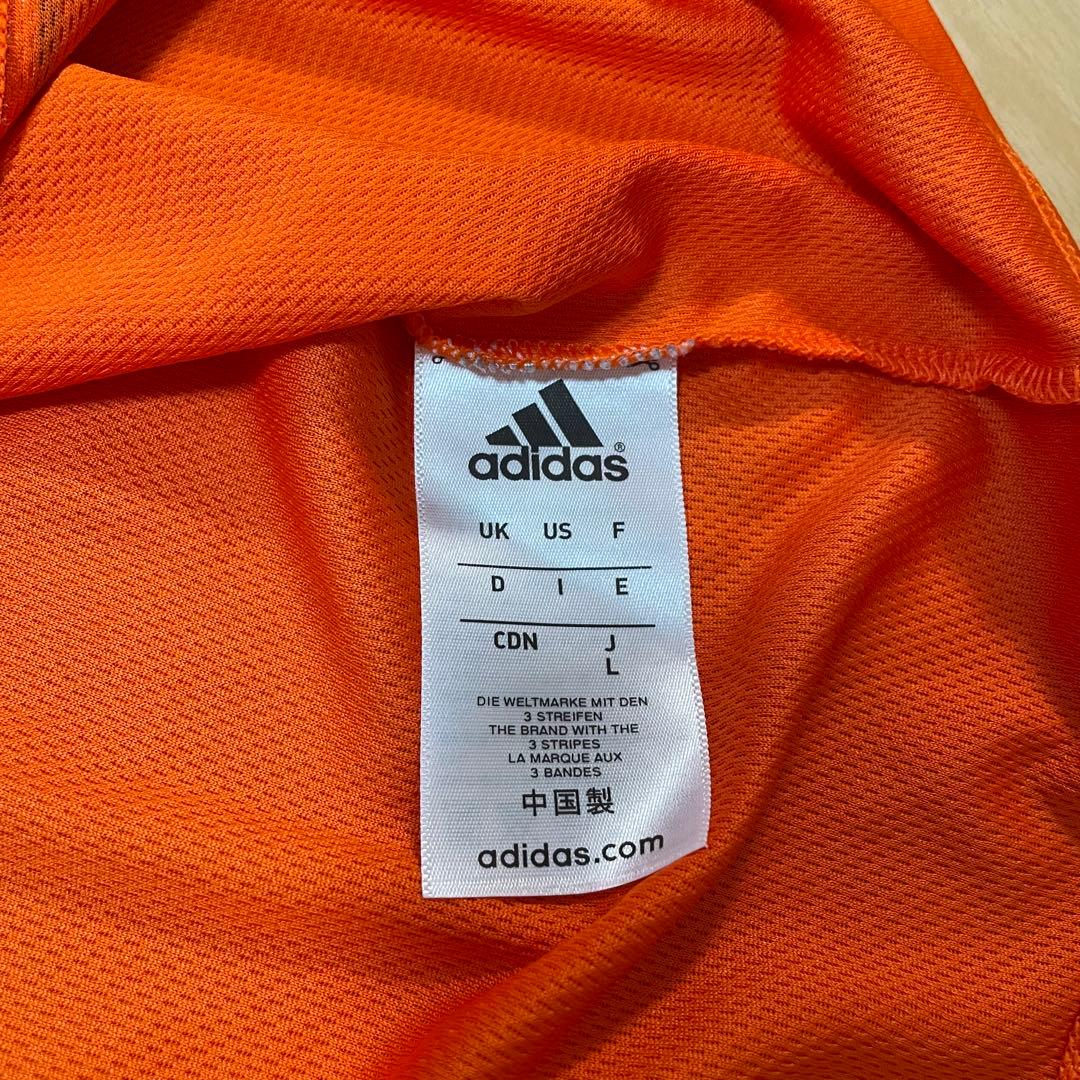 adidas®
UK US F
D I E
CDN J
L
DIE WELTMARKE MIT DEN
3 STREIFEN
THE BRAND WITH THE
3 STRIPES
LA MARQUE AUX
3 BANDES
中国製
adidas.com